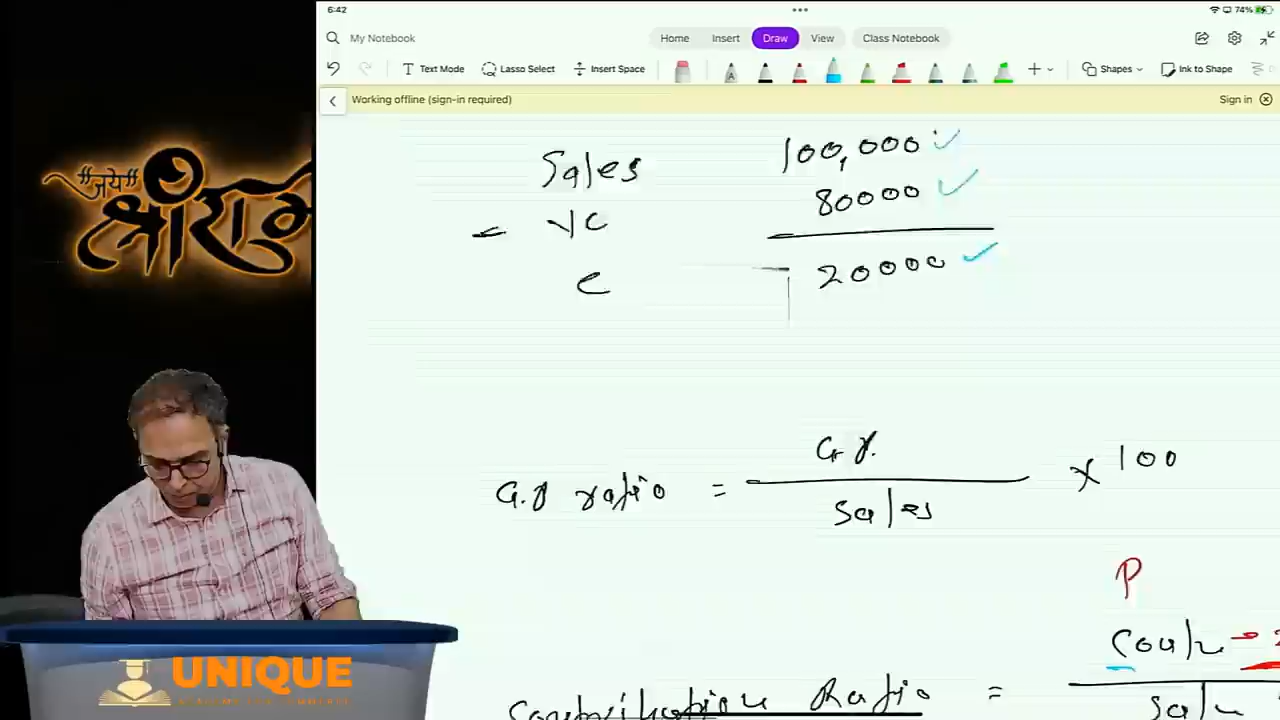 6:42
74%
My Notebook
Home Insert Draw View Class Notebook
Text Mode Lasso Select Insert Space Shapes Ink to Shape
Working offline (sign-in required) Sign in
Sales 100,000
- VC 80000
C 20000
"जय"
श्रीराम
G.P
G.P ratio = × 100
Sales
P
Contribution Ratio =
UNIQUE